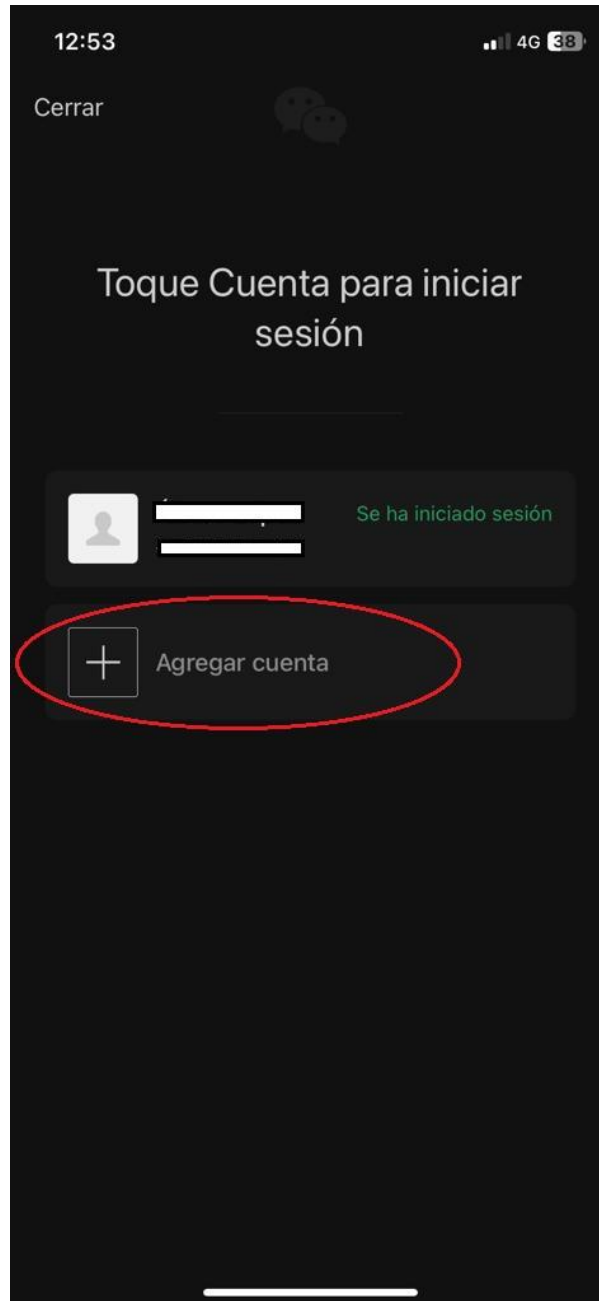 12:53
4G 38
Cerrar
Toque Cuenta para iniciar
sesión
Se ha iniciado sesión
Agregar cuenta